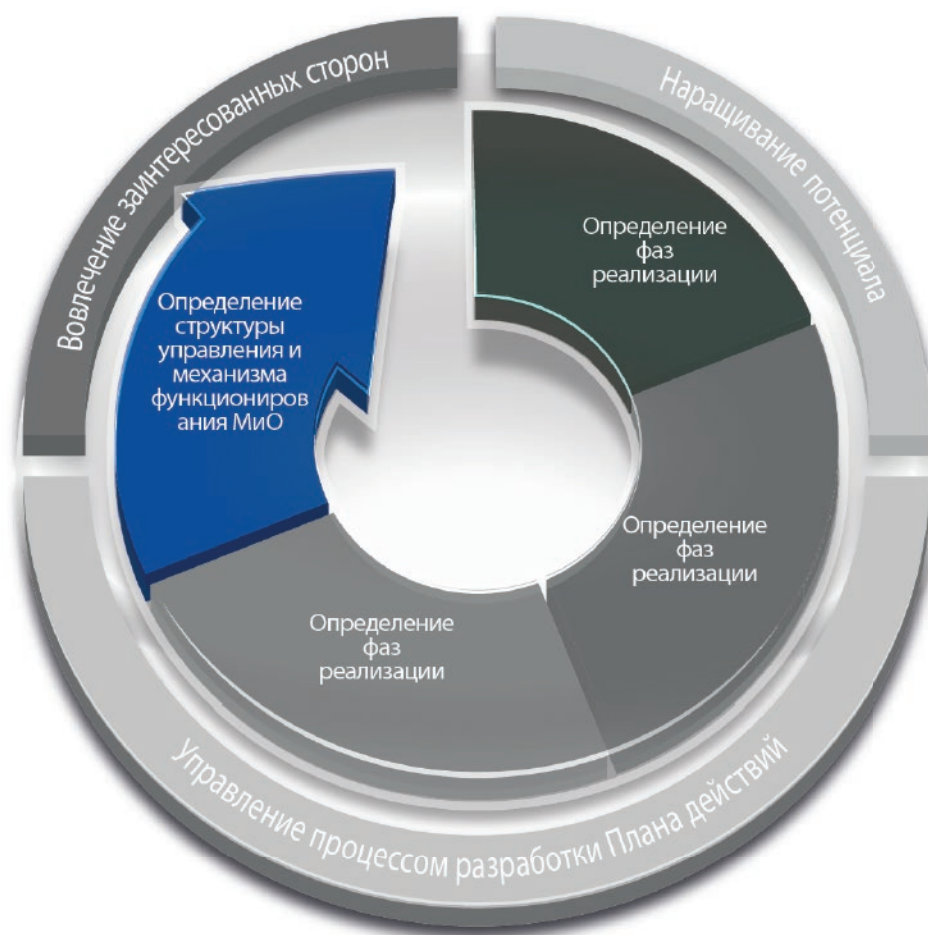 Вовлечение заинтересованных сторон
Наращивание потенциала
Определение
фаз
реализации
Определение
структуры
управления и
механизма
функциониров
ания МиО
Определение
фаз
реализации
Определение
фаз
реализации
Управление процессом разработки Плана действий